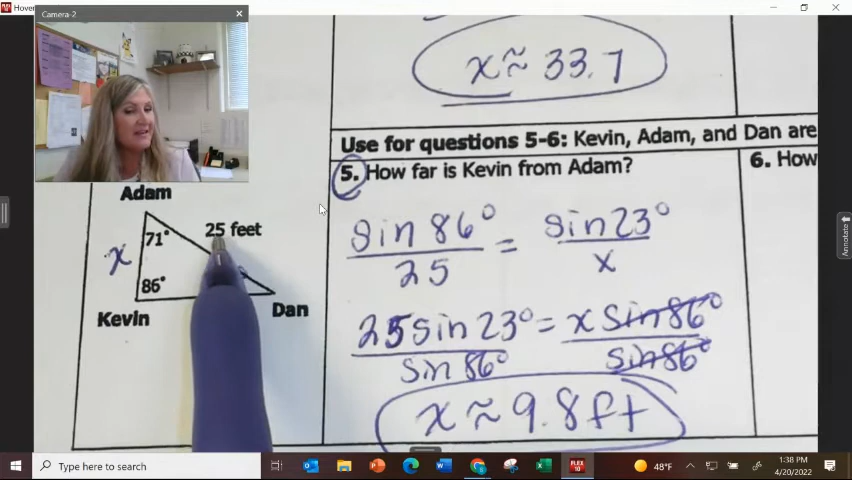 Hover
Camera-2
x ≈ 33.7
Use for questions 5-6: Kevin, Adam, and Dan are
5. How far is Kevin from Adam?
6. How
Adam
71°
25 feet
x
86°
Kevin
Dan
sin 86° / 25 = sin 23° / x
25 sin 23° / sin 86° = x sin 86° / sin 86°
x ≈ 9.8 ft
Annotate
Type here to search
FLEX 10
48°F
1:38 PM
4/20/2022